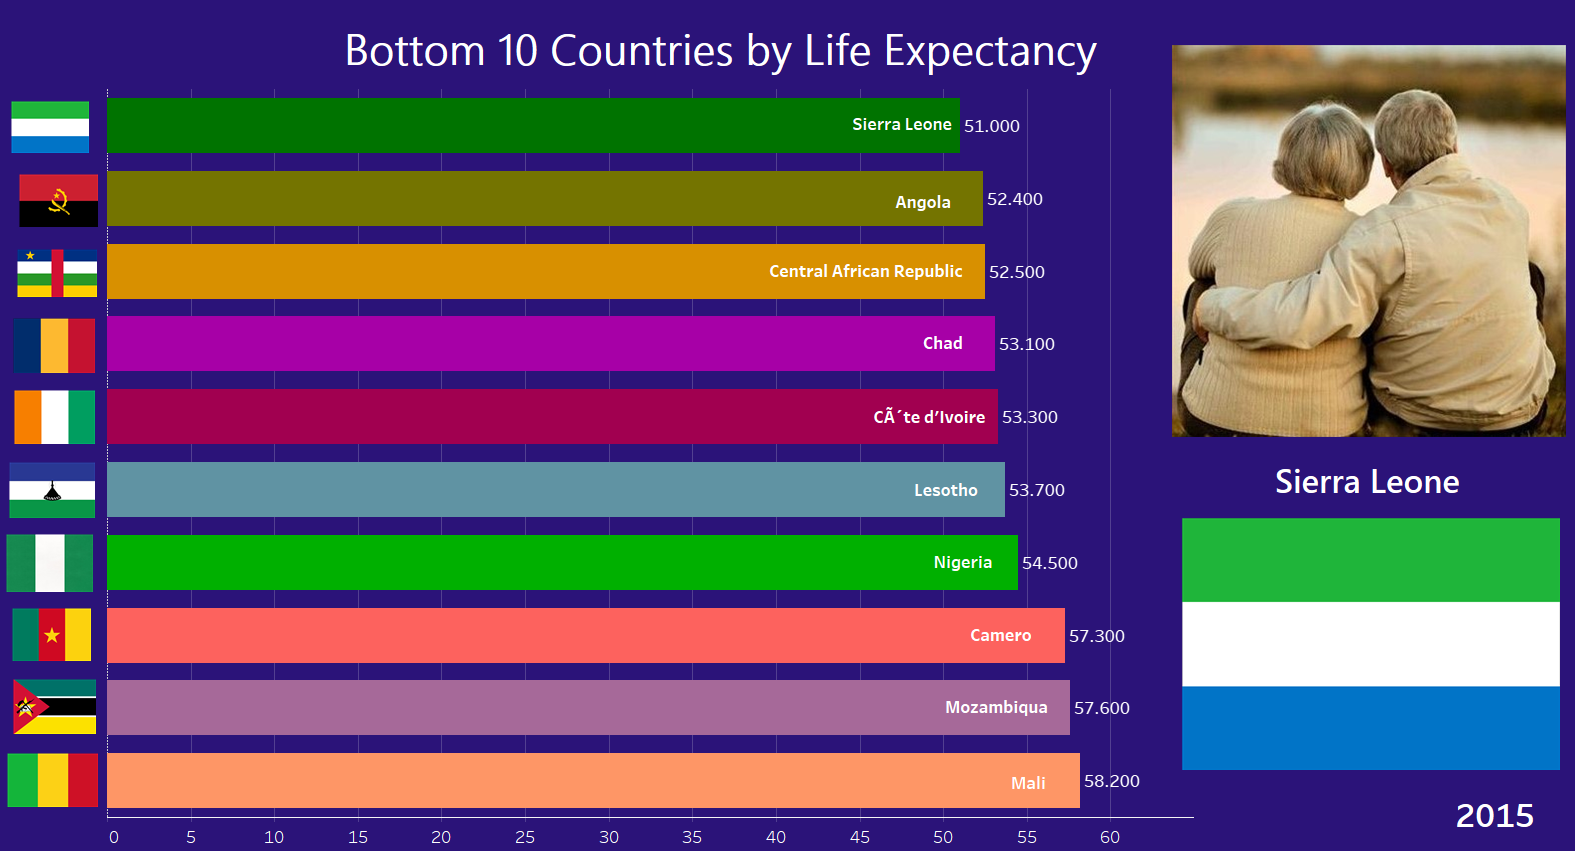 Bottom 10 Countries by Life Expectancy
Sierra Leone 51.000
Angola 52.400
Central African Republic 52.500
Chad 53.100
CÃ´te d’Ivoire 53.300
Lesotho 53.700
Nigeria 54.500
Camero 57.300
Mozambiqua 57.600
Mali 58.200
0 5 10 15 20 25 30 35 40 45 50 55 60
Sierra Leone
2015